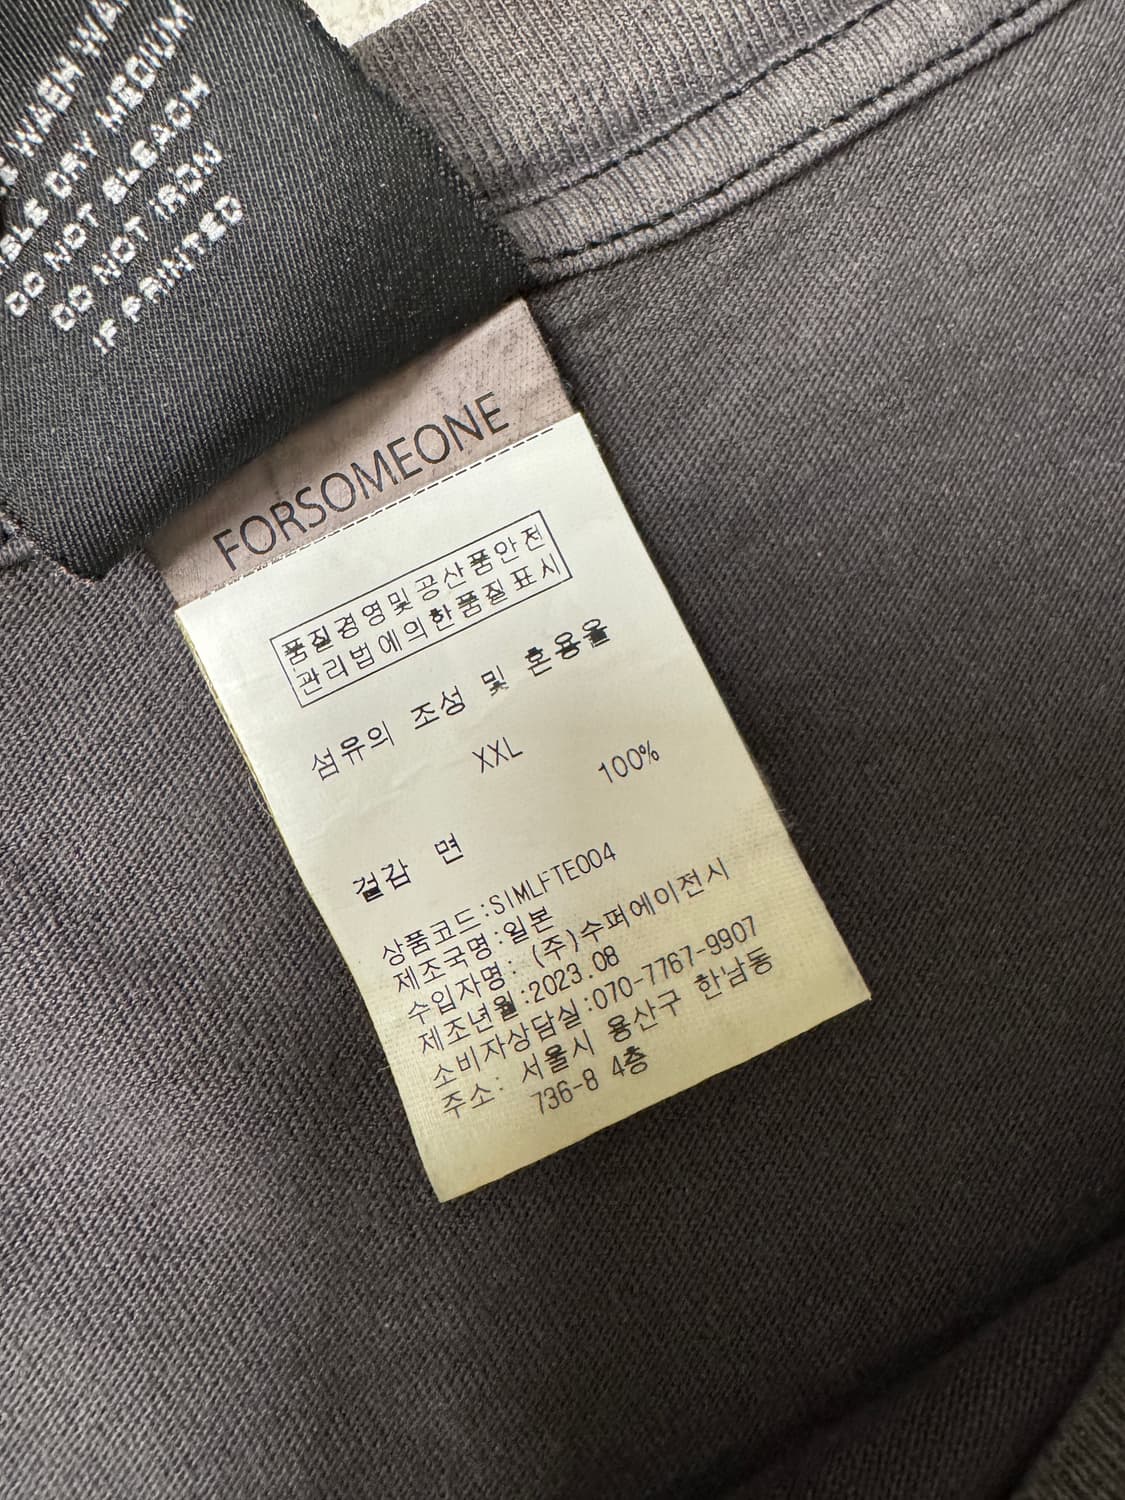 WASH WA
BLE DRY MEDIUM
DO NOT BLEACH
DO NOT IRON
IF PRINTED
FORSOMEONE
품질경영및공산품안전
관리법에의한품질표시
섬유의 조성 및 혼용율
XXL
100%
겉감 면
상품코드:SIMLFTE004
제조국명:일본
수입자명: (주)수퍼에이전시
제조년월:2023.08
소비자상담실:070-7767-9907
주소: 서울시 용산구 한남동
736-8 4층